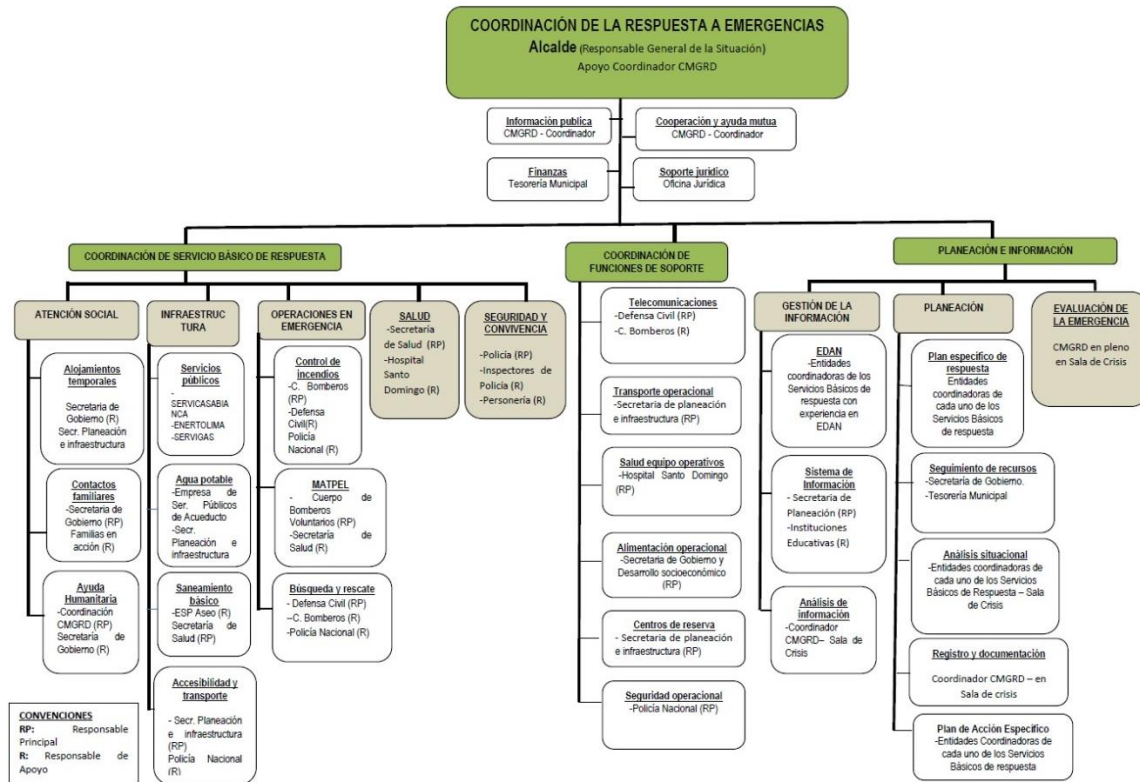 COORDINACIÓN DE LA RESPUESTA A EMERGENCIAS
Alcalde (Responsable General de la Situación)
Apoyo Coordinador CMGRD
Información publica
CMGRD - Coordinador
Cooperación y ayuda mutua
CMGRD - Coordinador
Finanzas
Tesorería Municipal
Soporte jurídico
Oficina Jurídica
COORDINACIÓN DE SERVICIO BÁSICO DE RESPUESTA
ATENCIÓN SOCIAL
Alojamientos
temporales
Secretaria de
Gobierno (R)
Secr. Planeación
e infraestructura
Contactos
familiares
-Secretaria de
Gobierno (RP)
Familias en
acción (R)
Ayuda
Humanitaria
-Coordinación
CMGRD (RP)
Secretaría de
Gobierno (R)
INFRAESTRUC
TURA
Servicios
públicos
-
SERVICASABIA
NCA
-ENERTOLIMA
-SERVIGAS
Agua potable
-Empresa de
Ser. Públicos
de Acueducto
-Secr.
Planeación e
infraestructura
Saneamiento
básico
-ESP Aseo (R)
Secretaría de
Salud (RP)
Accesibilidad y
transporte
- Secr. Planeación
e infraestructura
(RP)
Policía Nacional
(R)
OPERACIONES EN
EMERGENCIA
Control de
incendios
-C. Bomberos
(RP)
-Defensa
Civil(R)
Policía
Nacional (R)
MATPEL
- Cuerpo de
Bomberos
Voluntarios (RP)
-Secretaría de
Salud (R)
Búsqueda y rescate
- Defensa Civil (RP)
–C. Bomberos (R)
-Policía Nacional (R)
SALUD
-Secretaría
de Salud (RP)
-Hospital
Santo
Domingo (R)
SEGURIDAD Y
CONVIVENCIA
-Policía (RP)
-Inspectores de
Policía (R)
- Personería (R)
COORDINACIÓN DE
FUNCIONES DE SOPORTE
Telecomunicaciones
-Defensa Civil (RP)
-C. Bomberos (R)
Transporte operacional
-Secretaria de planeación
e infraestructura (RP)
Salud equipo operativos
-Hospital Santo Domingo
(RP)
Alimentación operacional
-Secretaria de Gobierno y
Desarrollo socioeconómico
(RP)
Centros de reserva
- Secretaria de planeación
e infraestructura (RP)
Seguridad operacional
-Policía Nacional (RP)
PLANEACIÓN E INFORMACIÓN
GESTIÓN DE LA
INFORMACIÓN
EDAN
-Entidades
coordinadoras de los
Servicios Básicos de
respuesta con
experiencia en
EDAN
Sistema de
Información
- Secretaria de
Planeación (RP)
-Instituciones
Educativas (R)
Análisis de
información
-Coordinador
CMGRD– Sala de
Crisis
PLANEACIÓN
Plan especifico de
respuesta
Entidades
coordinadoras de
cada uno de los
Servicios Básicos
de respuesta
Seguimiento de recursos
-Secretaría de Gobierno.
-Tesorería Municipal
Análisis situacional
-Entidades coordinadoras de
cada uno de los Servicios
Básicos de Respuesta – Sala
de Crisis
Registro y documentación
Coordinador CMGRD – en
Sala de crisis
Plan de Acción Específico
-Entidades Coordinadoras de
cada uno de los Servicios
Básicos de respuesta
EVALUACIÓN DE
LA EMERGENCIA
CMGRD en pleno
en Sala de Crisis
CONVENCIONES
RP: Responsable
Principal
R: Responsable de
Apoyo